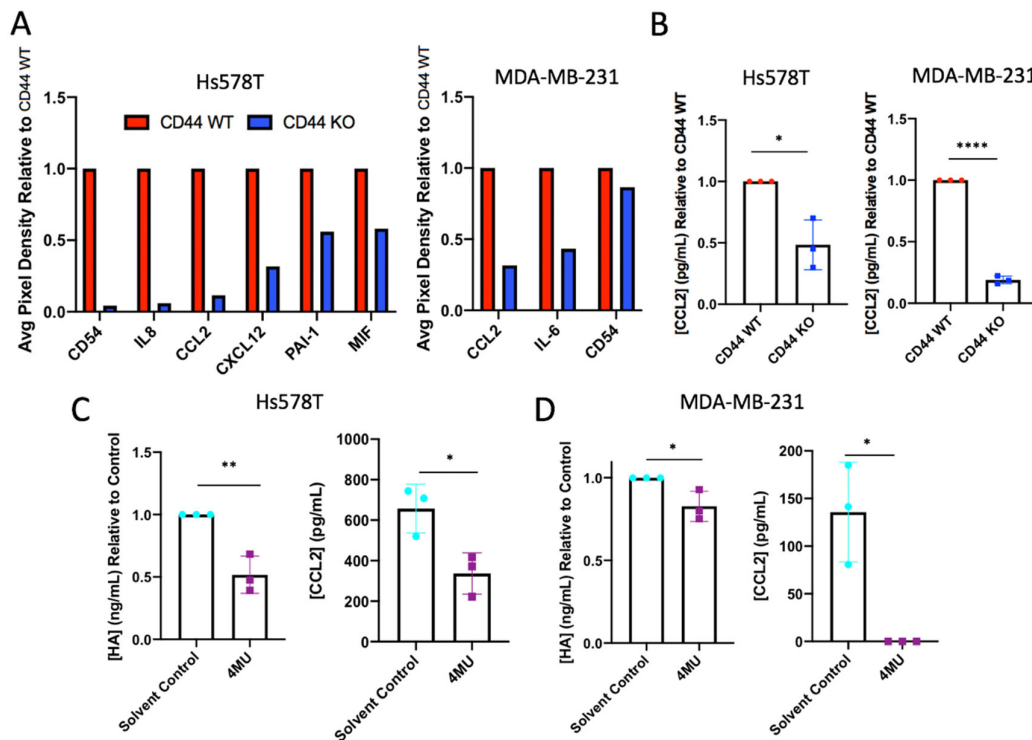 A
Hs578T
MDA-MB-231
Avg Pixel Density Relative to CD44 WT
1.5
1.0
0.5
0.0
CD44 WT
CD44 KO
CD54
IL8
CCL2
CXCL12
PAI-1
MIF
Avg Pixel Density Relative to CD44 WT
1.5
1.0
0.5
0.0
CCL2
IL-6
CD54
B
Hs578T
MDA-MB-231
[CCL2] (pg/mL) Relative to CD44 WT
1.5
1.0
0.5
0.0
*
CD44 WT
CD44 KO
[CCL2] (pg/mL) Relative to CD44 WT
1.5
1.0
0.5
0.0
****
CD44 WT
CD44 KO
C
Hs578T
[HA] (ng/mL) Relative to Control
1.5
1.0
0.5
0.0
**
Solvent Control
4MU
[CCL2] (pg/mL)
1000
800
600
400
200
0
*
Solvent Control
4MU
D
MDA-MB-231
[HA] (ng/mL) Relative to Control
1.0
0.5
0.0
*
Solvent Control
4MU
[CCL2] (pg/mL)
200
150
100
50
0
*
Solvent Control
4MU